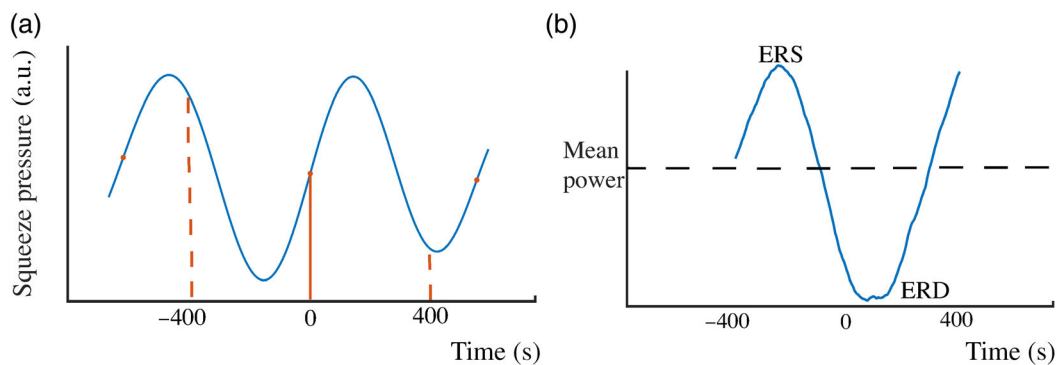 (a)
Squeeze pressure (a.u.)
−400
0
400
Time (s)
(b)
ERS
Mean
power
ERD
−400
0
400
Time (s)